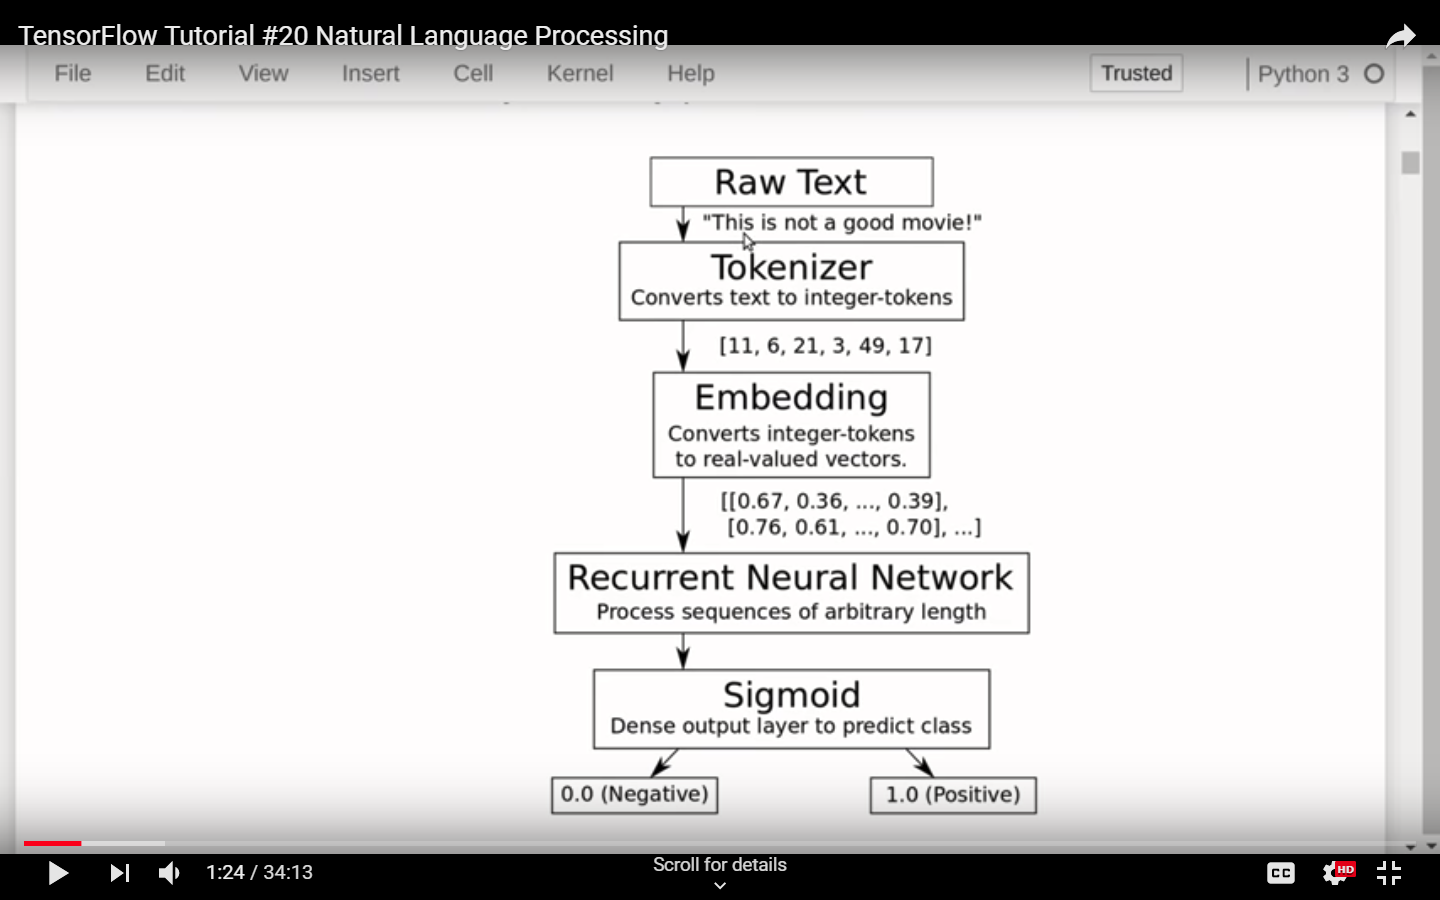 TensorFlow Tutorial #20 Natural Language Processing
File Edit View Insert Cell Kernel Help Trusted Python 3
Raw Text
"This is not a good movie!"
Tokenizer
Converts text to integer-tokens
[11, 6, 21, 3, 49, 17]
Embedding
Converts integer-tokens
to real-valued vectors.
[[0.67, 0.36, ..., 0.39],
[0.76, 0.61, ..., 0.70], ...]
Recurrent Neural Network
Process sequences of arbitrary length
Sigmoid
Dense output layer to predict class
0.0 (Negative) 1.0 (Positive)
1:24 / 34:13 Scroll for details CC HD